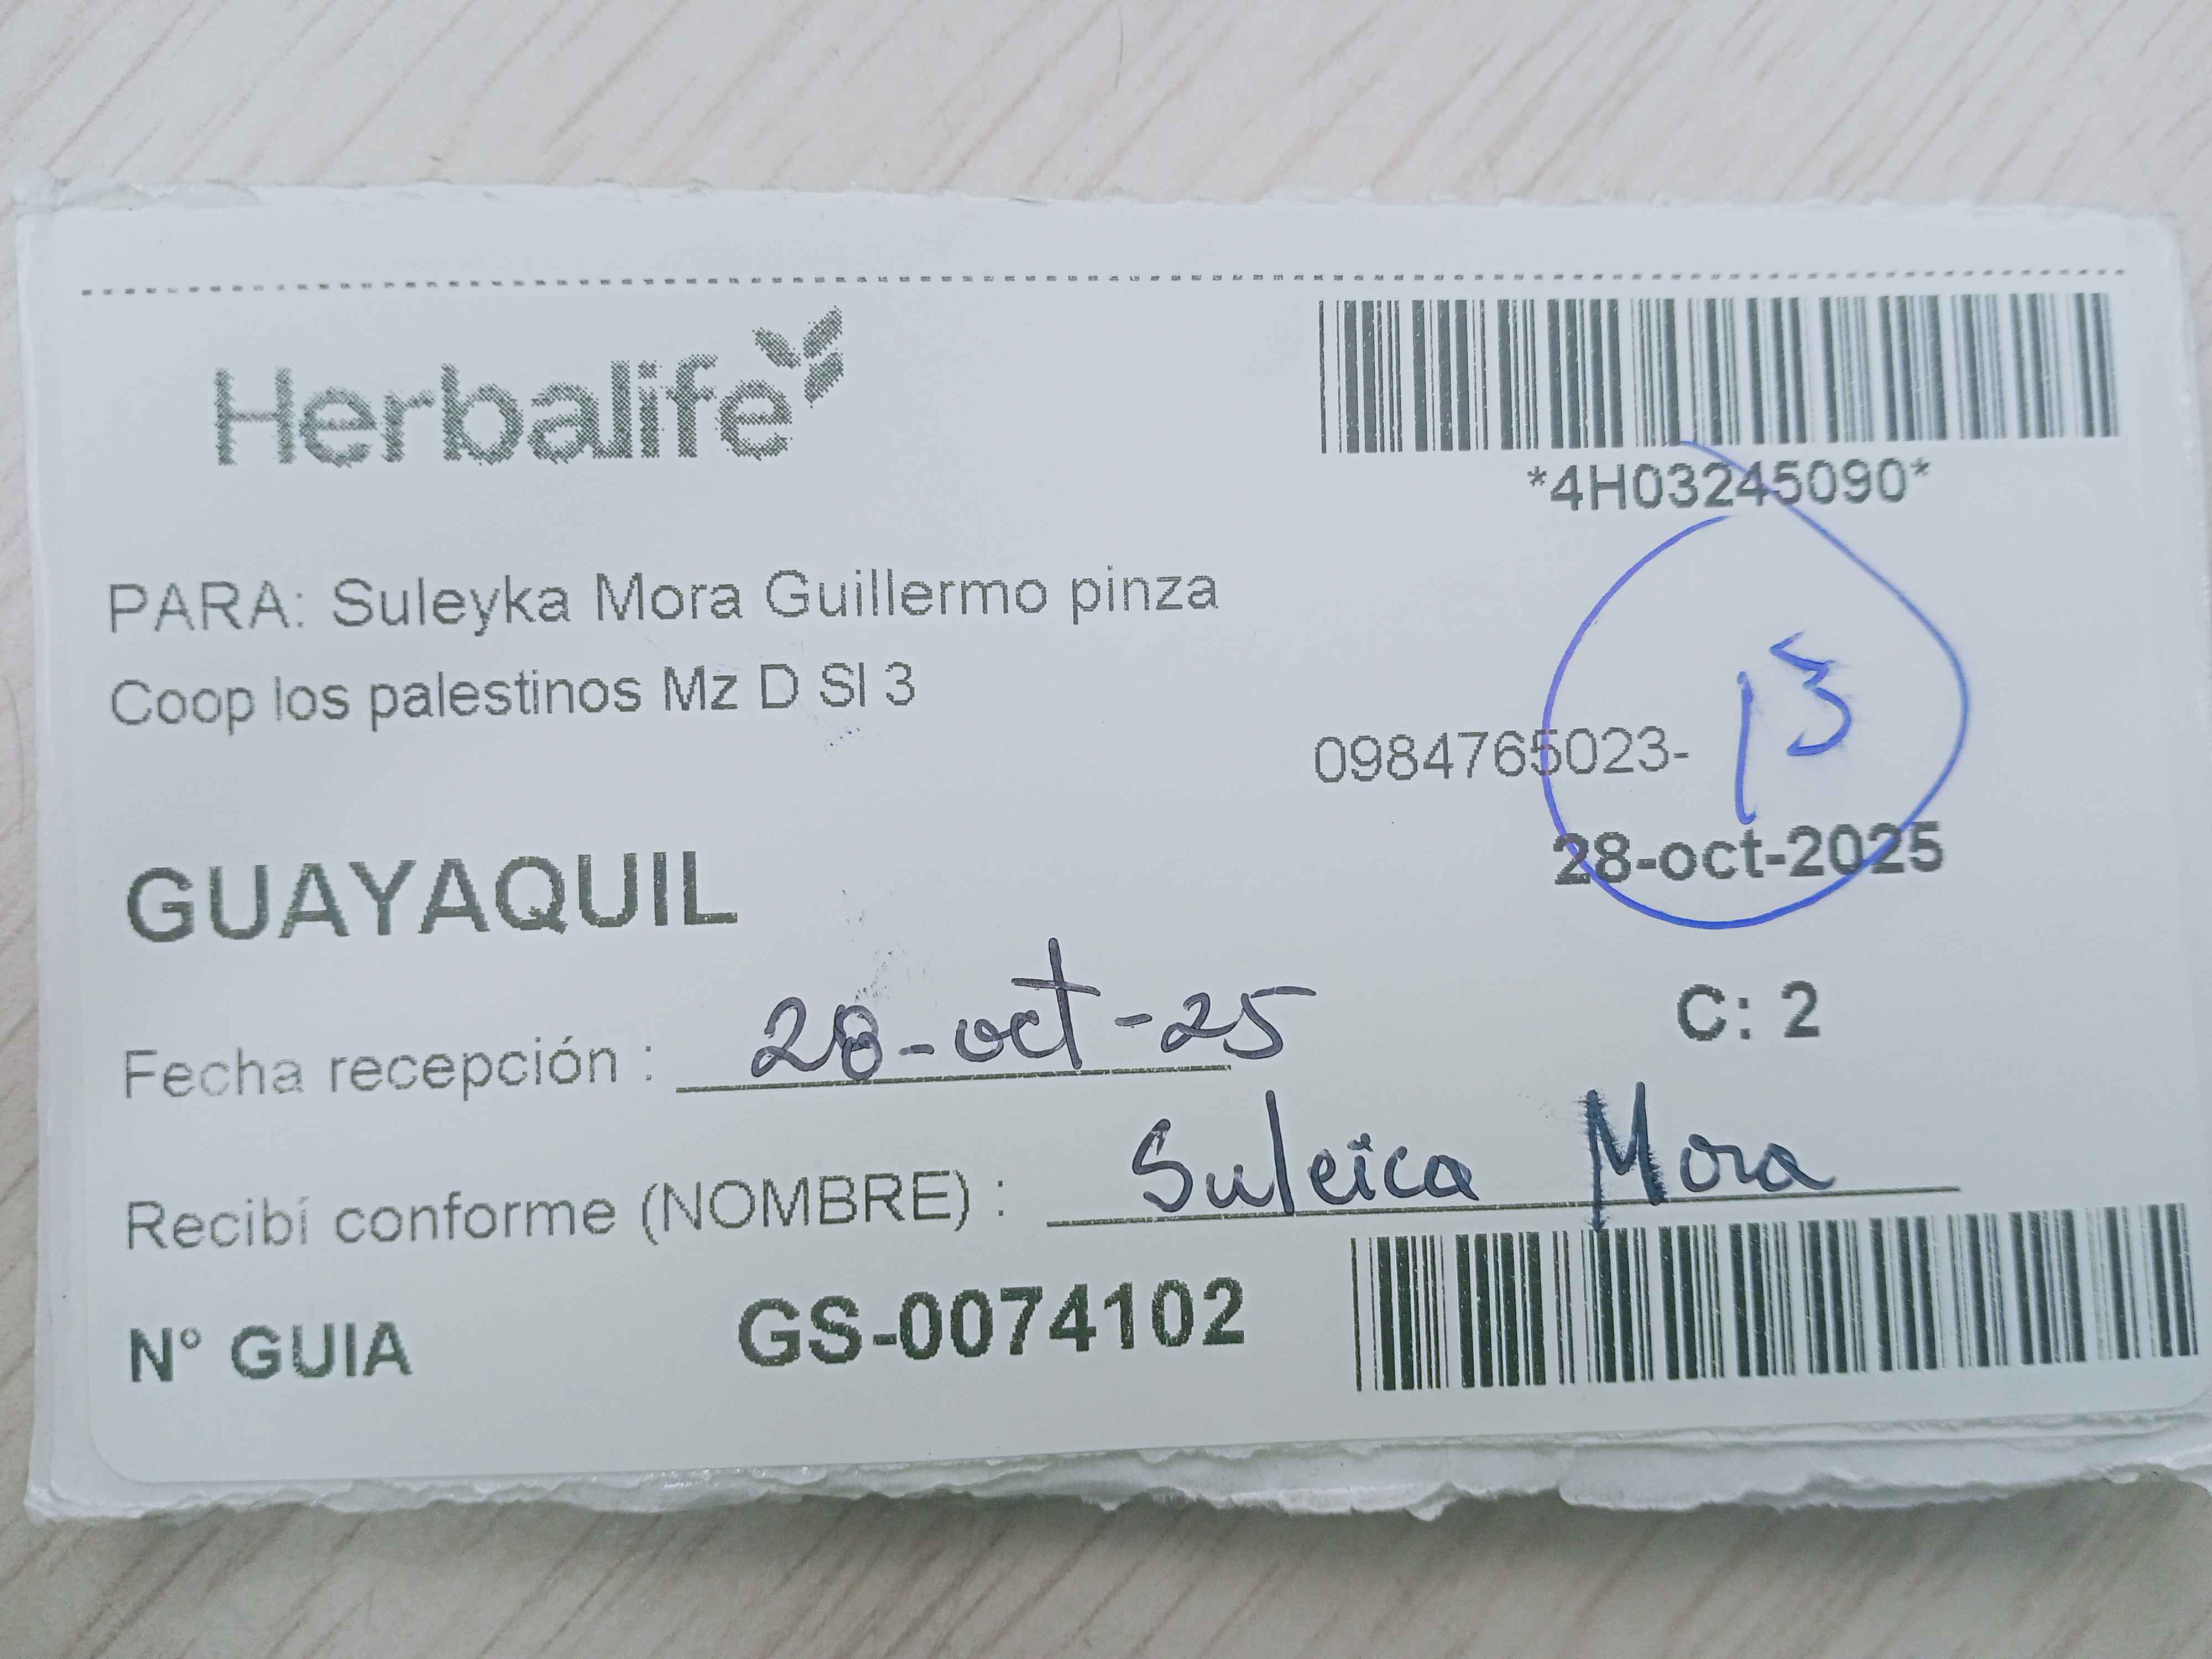 Herbalife
*4H03245090*
PARA: Suleyka Mora Guillermo pinza
Coop los palestinos Mz D Sl 3
0984765023-
13
28-oct-2025
GUAYAQUIL
C: 2
Fecha recepción : 28-oct-25
Recibí conforme (NOMBRE) : Suleica Mora
N° GUIA GS-0074102